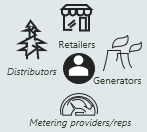 Retailers
Distributors
Generators
Metering providers/reps